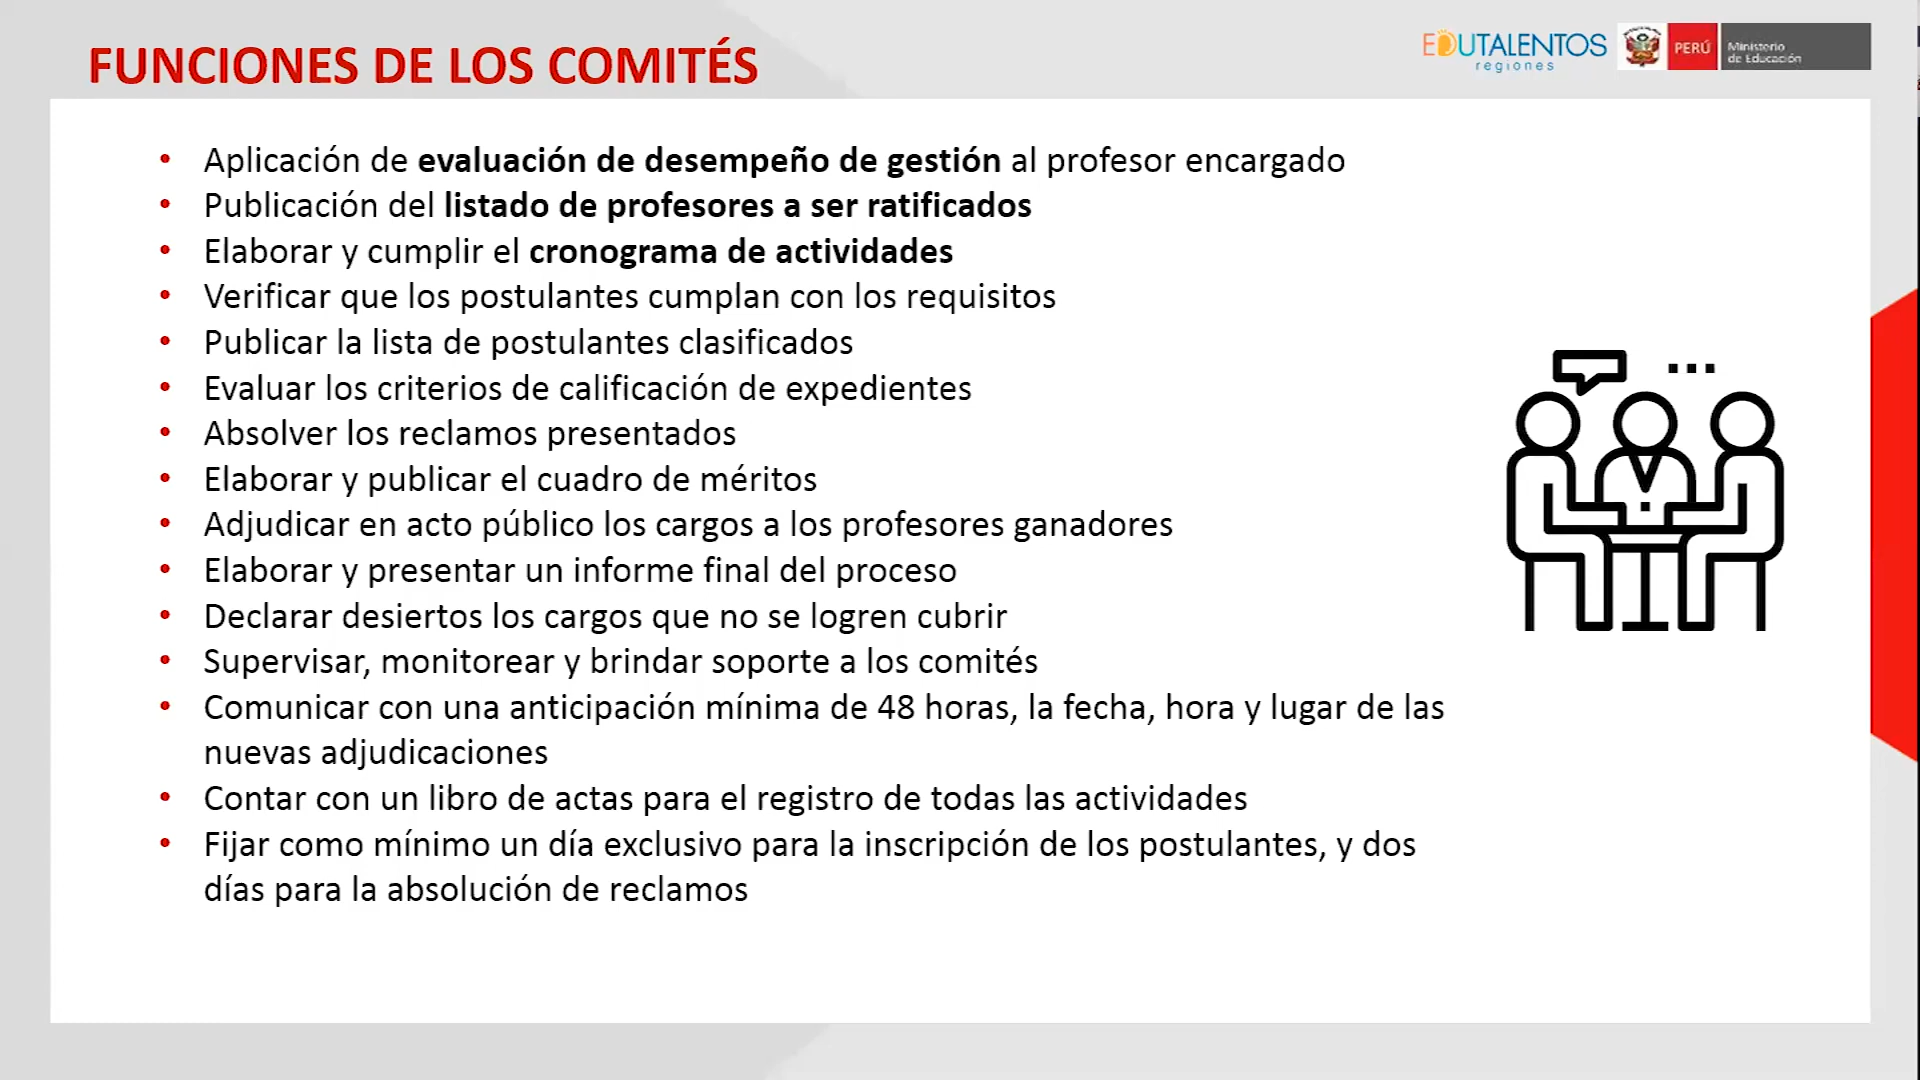 FUNCIONES DE LOS COMITÉS
EDUTALENTOS
regiones
PERÚ
Ministerio
de Educación
• Aplicación de evaluación de desempeño de gestión al profesor encargado
• Publicación del listado de profesores a ser ratificados
• Elaborar y cumplir el cronograma de actividades
• Verificar que los postulantes cumplan con los requisitos
• Publicar la lista de postulantes clasificados
• Evaluar los criterios de calificación de expedientes
• Absolver los reclamos presentados
• Elaborar y publicar el cuadro de méritos
• Adjudicar en acto público los cargos a los profesores ganadores
• Elaborar y presentar un informe final del proceso
• Declarar desiertos los cargos que no se logren cubrir
• Supervisar, monitorear y brindar soporte a los comités
• Comunicar con una anticipación mínima de 48 horas, la fecha, hora y lugar de las
nuevas adjudicaciones
• Contar con un libro de actas para el registro de todas las actividades
• Fijar como mínimo un día exclusivo para la inscripción de los postulantes, y dos
días para la absolución de reclamos